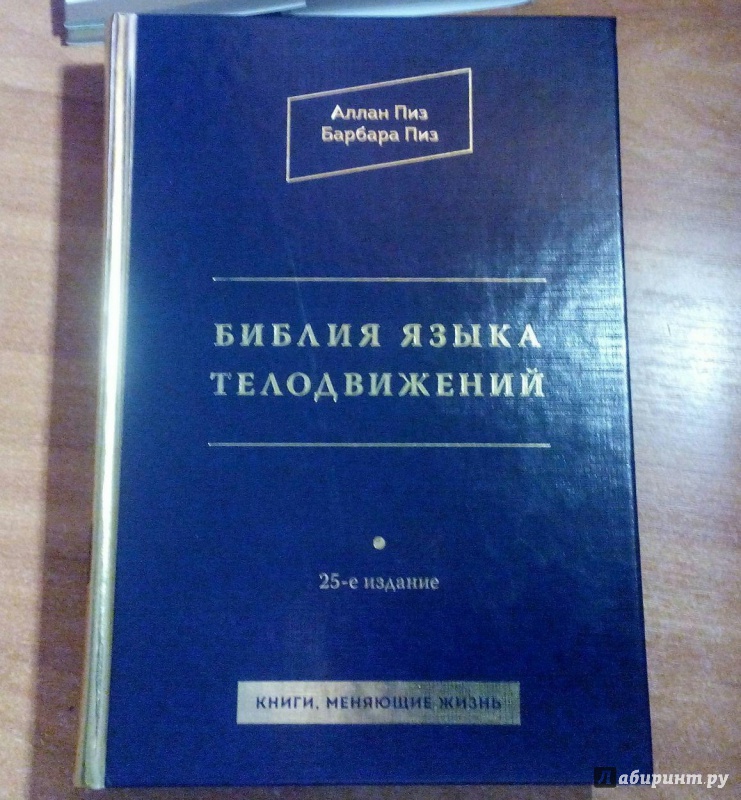 Аллан Пиз
Барбара Пиз
БИБЛИЯ ЯЗЫКА
ТЕЛОДВИЖЕНИЙ
25-е издание
КНИГИ, МЕНЯЮЩИЕ ЖИЗНЬ
Лабиринт.ру